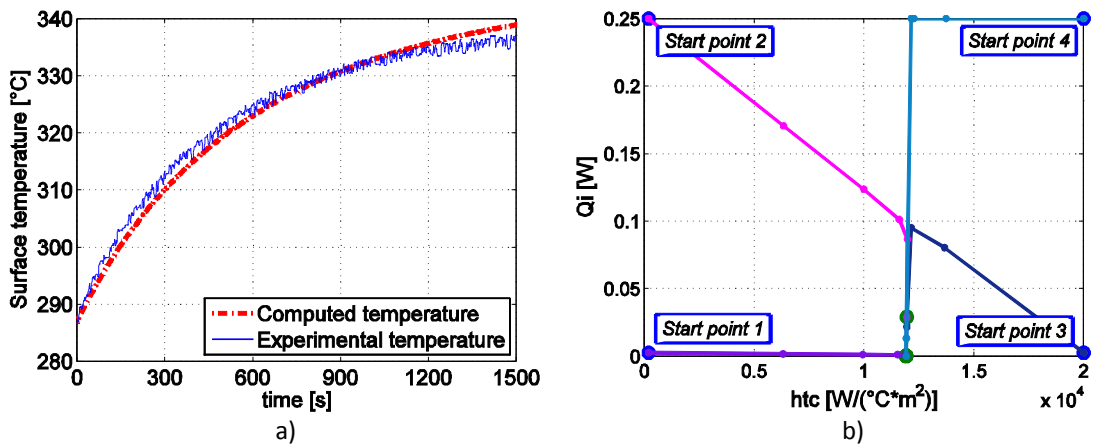 340
330
320
310
300
290
280
Surface temperature [°C]
Computed temperature
Experimental temperature
0
300
600
900
1200
1500
time [s]
a)
0.25
0.2
0.15
0.1
0.05
0
Qi [W]
Start point 2
Start point 4
Start point 1
Start point 3
0
0.5
1
1.5
2
x 10⁴
htc [W/(°C*m²)]
b)